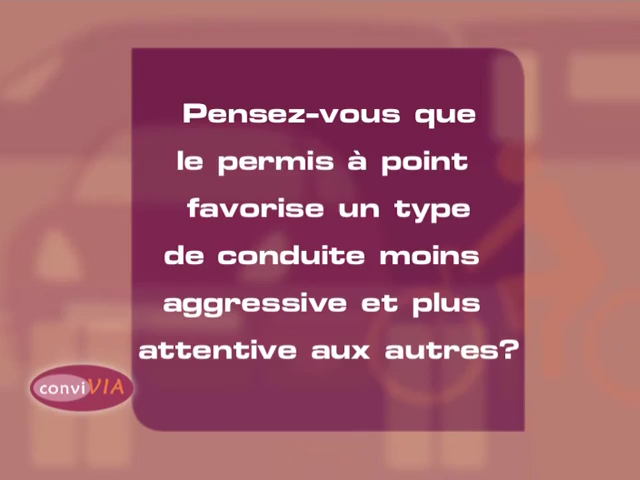 Pensez-vous que
le permis à point
favorise un type
de conduite moins
aggressive et plus
attentive aux autres?
conviVIA